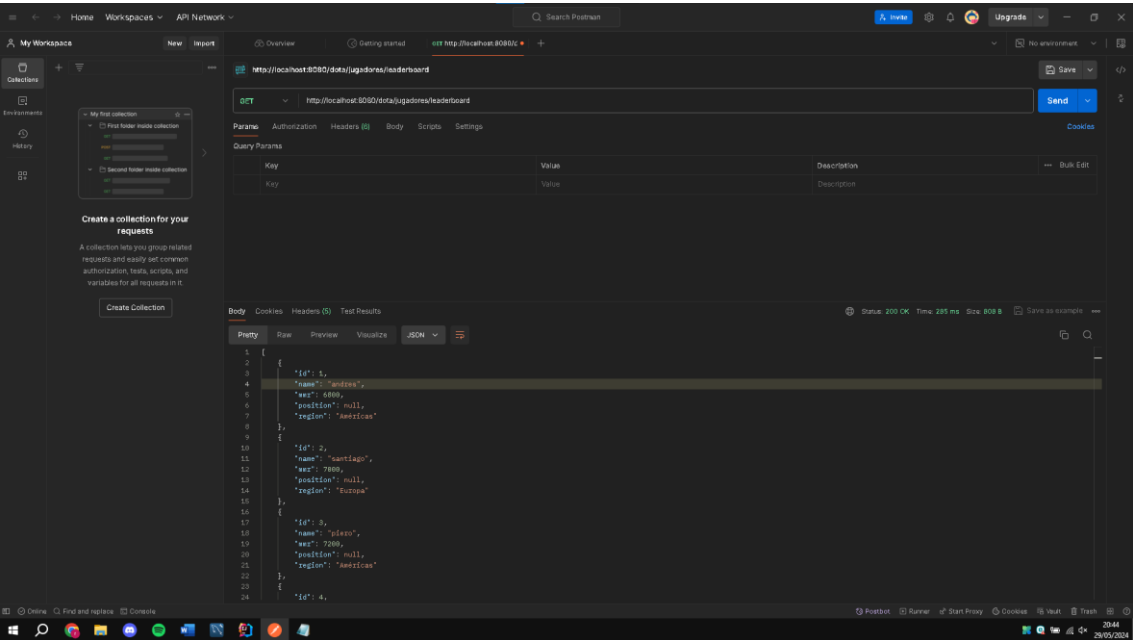 Home Workspaces API Network
Search Postman
Invite
Upgrade
My Workspace
New Import
Overview
Getting started
GET http://localhost:8080/c
No environment
Collections
Environments
History
My first collection
First folder inside collection
Second folder inside collection
Create a collection for your
requests
A collection lets you group related
requests and easily set common
authorization, tests, scripts, and
variables for all requests in it.
Create Collection
http://localhost:8080/dota/jugadores/leaderboard
Save
GET http://localhost:8080/dota/jugadores/leaderboard
Send
Params Authorization Headers (6) Body Scripts Settings
Cookies
Query Params
Key Value Description Bulk Edit
Key Value Description
Body Cookies Headers (5) Test Results
Status: 200 OK Time: 295 ms Size: 809 B Save as example
Pretty Raw Preview Visualize JSON
1 [
2 {
3 "id": 1,
4 "name": "andres",
5 "mmr": 6800,
6 "position": null,
7 "region": "Américas"
8 },
9 {
10 "id": 2,
11 "name": "santiago",
12 "mmr": 7000,
13 "position": null,
14 "region": "Europa"
15 },
16 {
17 "id": 3,
18 "name": "piero",
19 "mmr": 7200,
20 "position": null,
21 "region": "Américas"
22 },
23 {
24 "id": 4,
Online Find and replace Console
Postbot Runner Start Proxy Cookies Vault Trash
20:44
29/05/2024